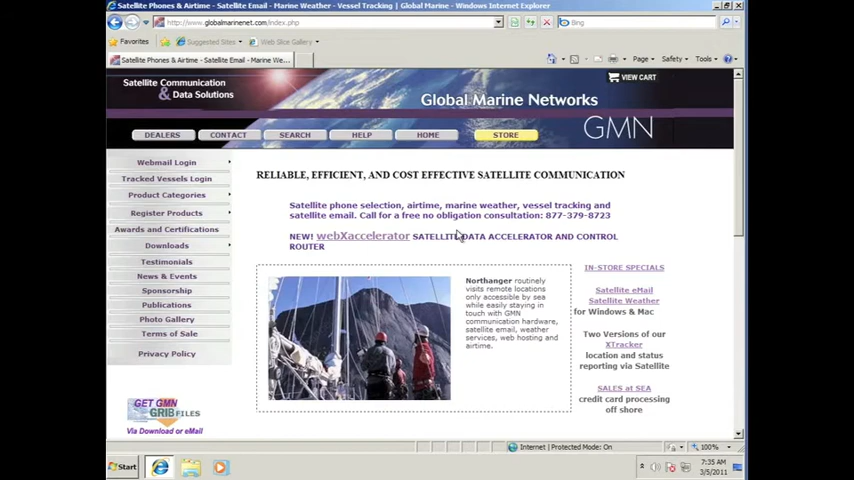 Satellite Phones & Airtime - Satellite Email - Marine Weather - Vessel Tracking | Global Marine - Windows Internet Explorer
http://www.globalmarinenet.com/index.php
Bing
Favorites
Suggested Sites
Web Slice Gallery
Satellite Phones & Airtime - Satellite Email - Marine We...
Page
Safety
Tools
Satellite Communication
& Data Solutions
VIEW CART
Global Marine Networks
GMN
DEALERS
CONTACT
SEARCH
HELP
HOME
STORE
Webmail Login
Tracked Vessels Login
Product Categories
Register Products
Awards and Certifications
Downloads
Testimonials
News & Events
Sponsorship
Publications
Photo Gallery
Terms of Sale
Privacy Policy
GET GMN
GRIB FILES
Via Download or eMail
RELIABLE, EFFICIENT, AND COST EFFECTIVE SATELLITE COMMUNICATION
Satellite phone selection, airtime, marine weather, vessel tracking and
satellite email. Call for a free no obligation consultation: 877-379-8723
NEW! webXaccelerator SATELLITE DATA ACCELERATOR AND CONTROL
ROUTER
Northanger routinely
visits remote locations
only accessible by sea
while easily staying in
touch with GMN
communication hardware,
satellite email, weather
services, web hosting and
airtime.
IN-STORE SPECIALS
Satellite eMail
Satellite Weather
for Windows & Mac
Two Versions of our
XTracker
location and status
reporting via Satellite
SALES at SEA
credit card processing
off shore
Internet | Protected Mode: On
100%
Start
7:35 AM
3/5/2011